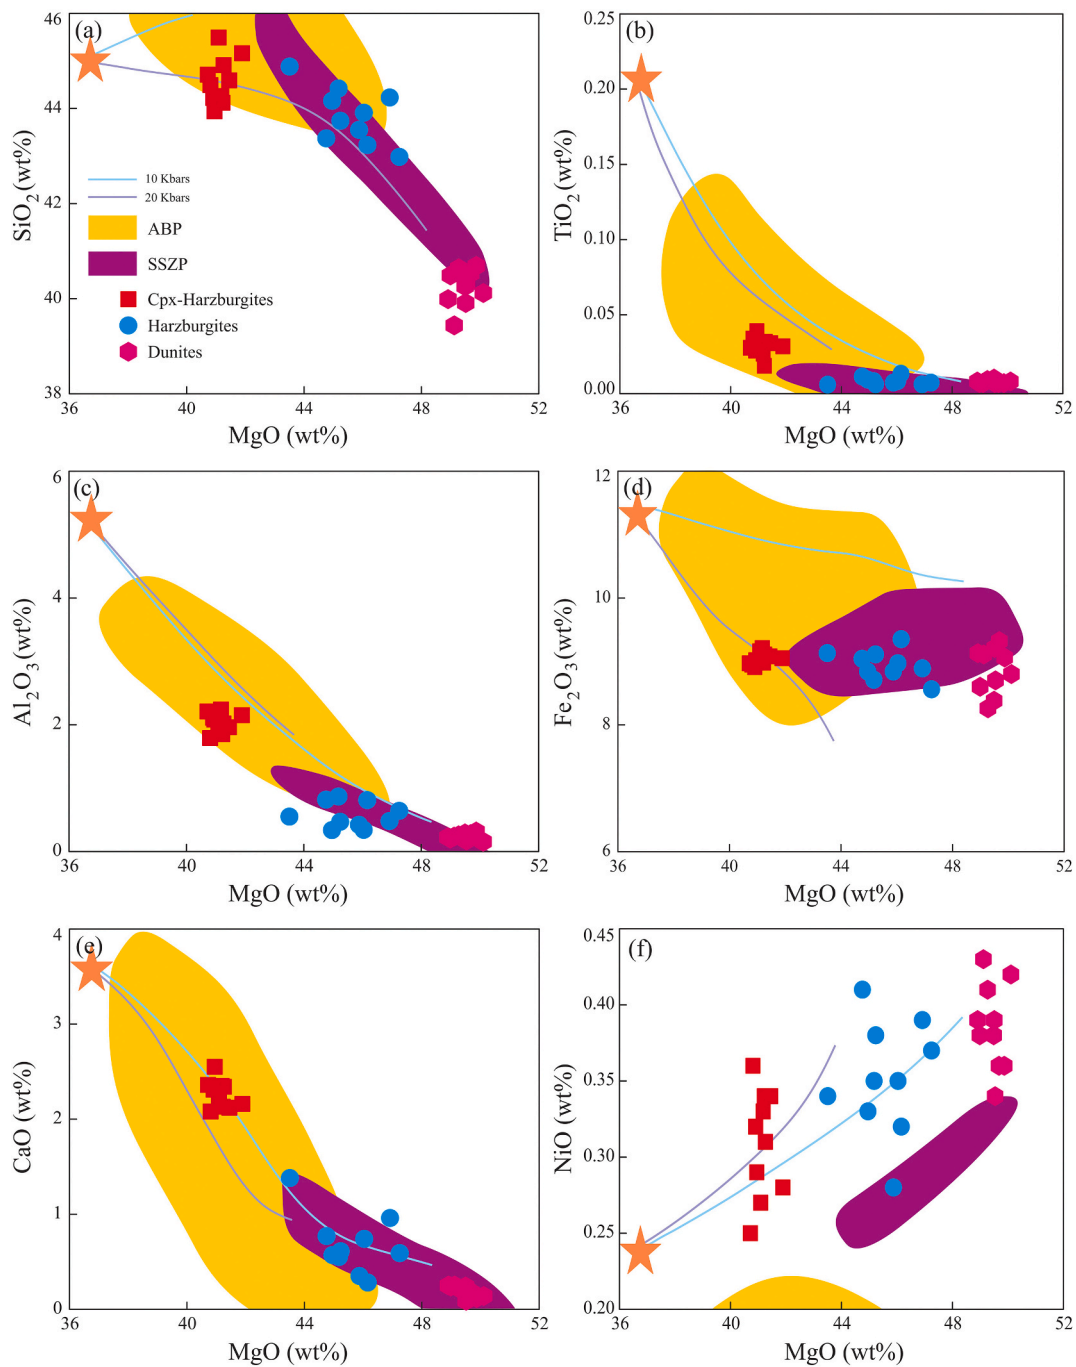 (a)
46
44
42
40
38
SiO2 (wt%)
10 Kbars
20 Kbars
ABP
SSZP
Cpx-Harzburgites
Harzburgites
Dunites
36 40 44 48 52
MgO (wt%)
(b)
0.25
0.20
0.15
0.10
0.05
0.00
TiO2 (wt%)
36 40 44 48 52
MgO (wt%)
(c)
6
4
2
0
Al2O3 (wt%)
36 40 44 48 52
MgO (wt%)
(d)
12
10
8
6
Fe2O3 (wt%)
36 40 44 48 52
MgO (wt%)
(e)
4
3
2
1
0
CaO (wt%)
36 40 44 48 52
MgO (wt%)
(f)
0.45
0.40
0.35
0.30
0.25
0.20
NiO (wt%)
36 40 44 48 52
MgO (wt%)